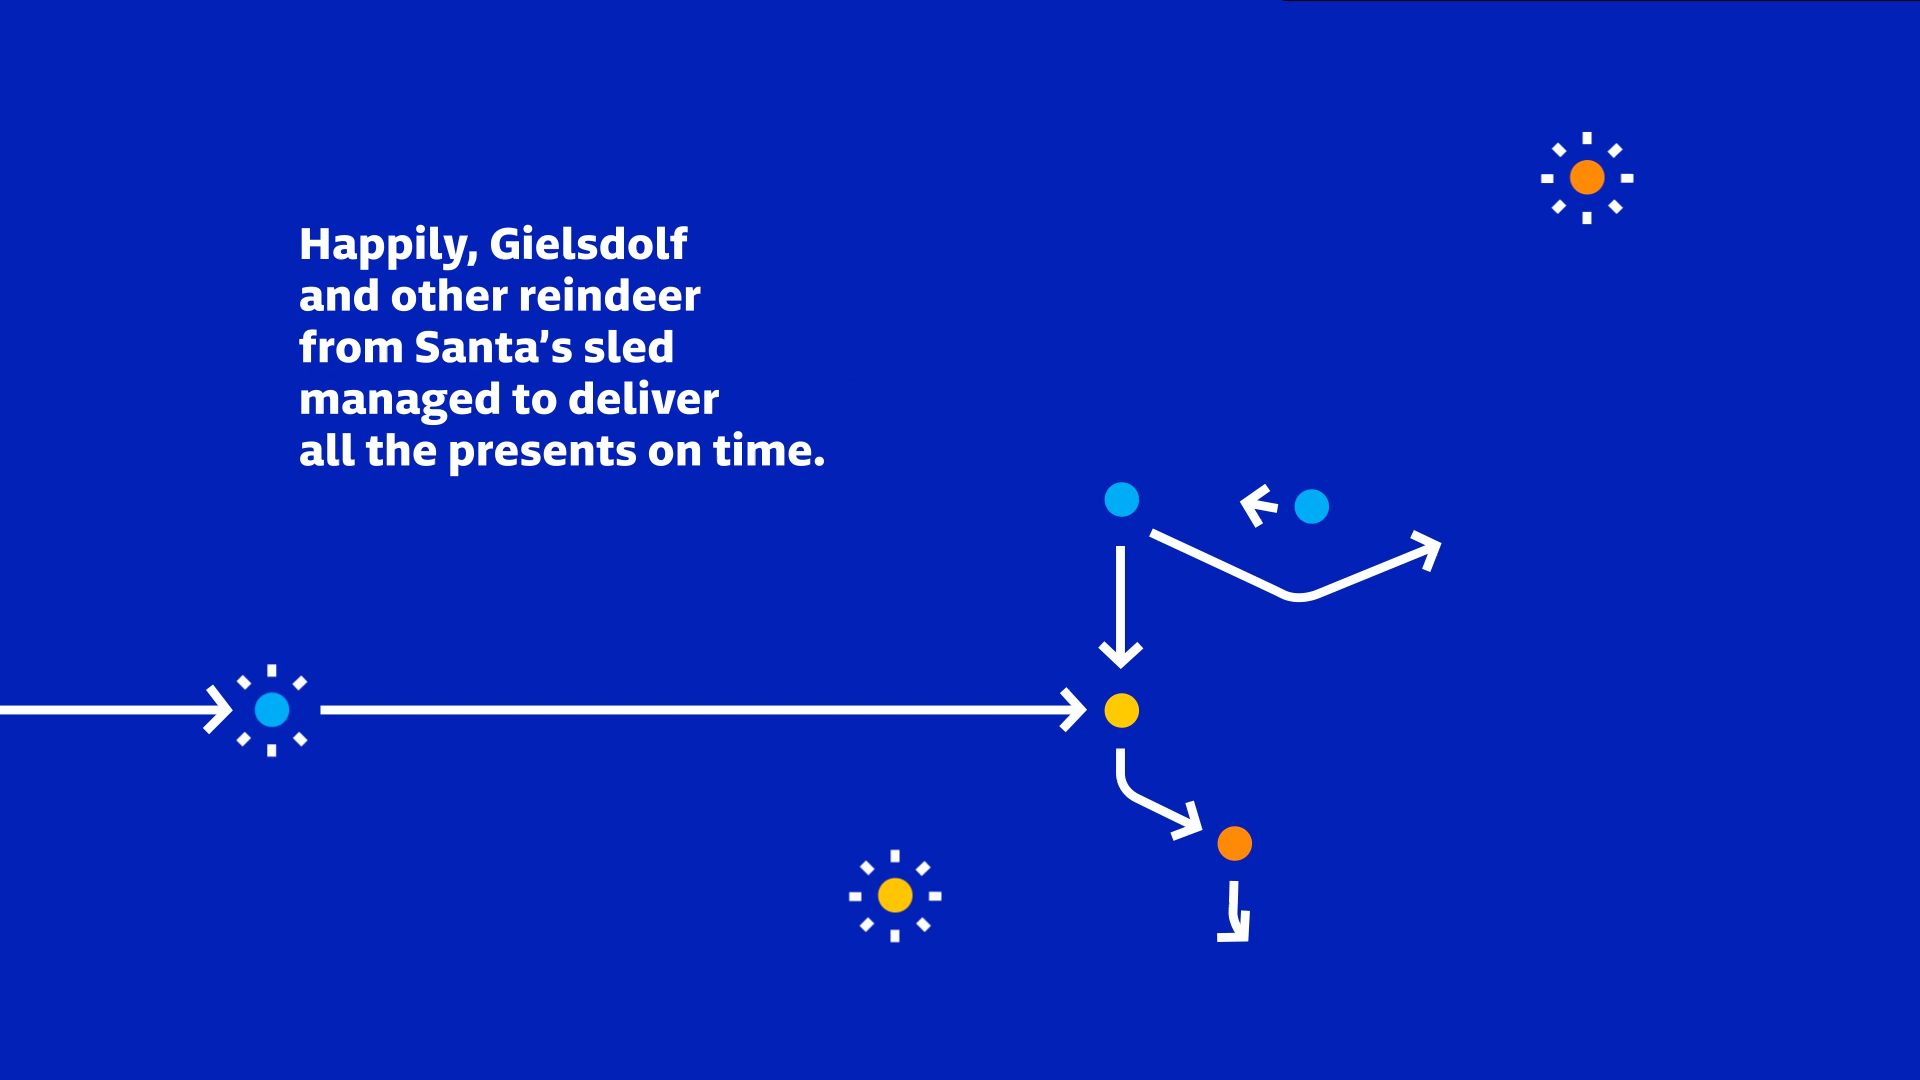 Happily, Gielsdolf
and other reindeer
from Santa’s sled
managed to deliver
all the presents on time.